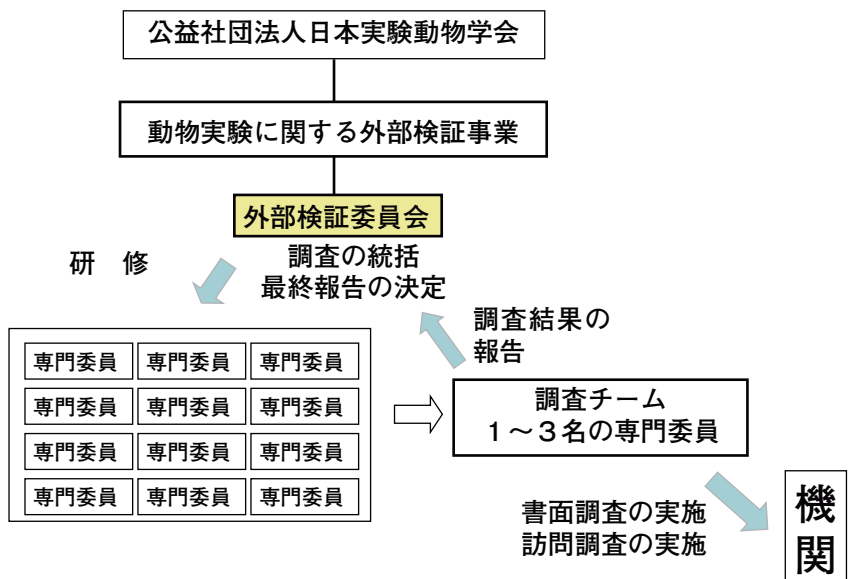 公益社団法人日本実験動物学会
動物実験に関する外部検証事業
外部検証委員会
調査の統括
最終報告の決定
研　修
調査結果の
報告
専門委員 専門委員 専門委員
専門委員 専門委員 専門委員
専門委員 専門委員 専門委員
専門委員 専門委員 専門委員
調査チーム
１～３名の専門委員
書面調査の実施
訪問調査の実施
機
関